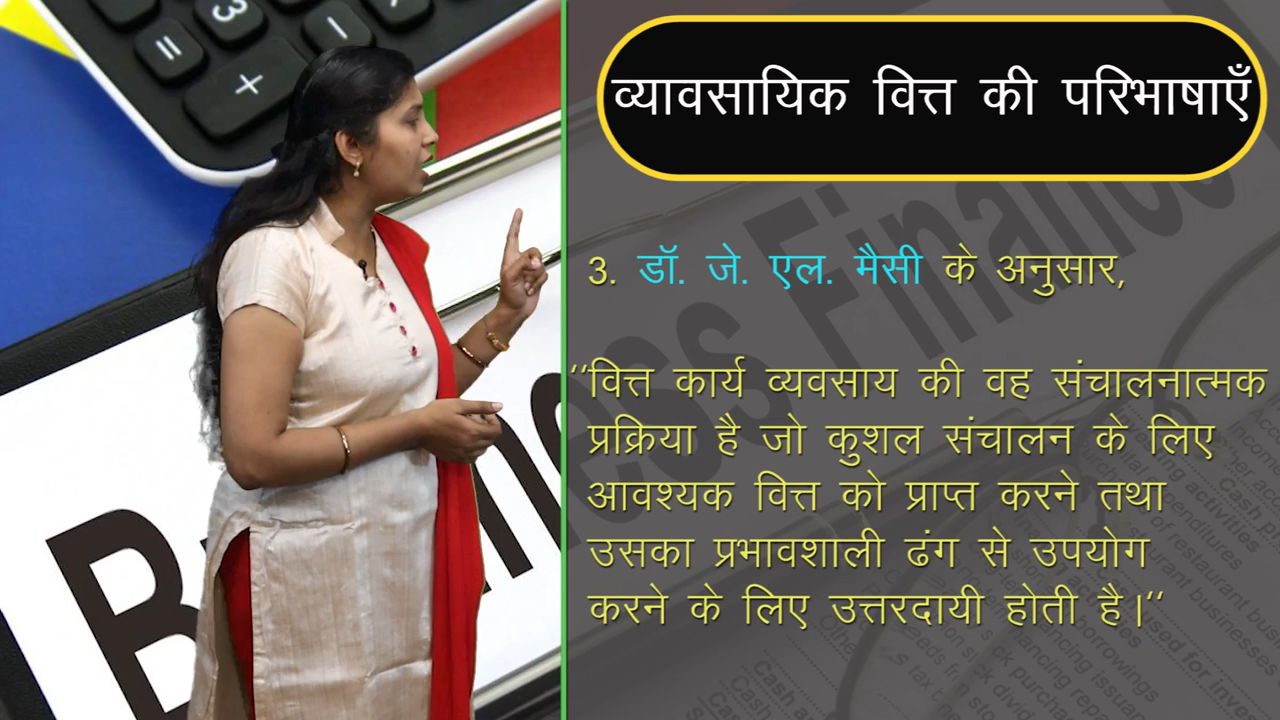 व्यावसायिक वित्त की परिभाषाएँ
3. डॉ. जे. एल. मैसी के अनुसार,
‘‘वित्त कार्य व्यवसाय की वह संचालनात्मक
प्रक्रिया है जो कुशल संचालन के लिए
आवश्यक वित्त को प्राप्त करने तथा
उसका प्रभावशाली ढंग से उपयोग
करने के लिए उत्तरदायी होती है।‘‘